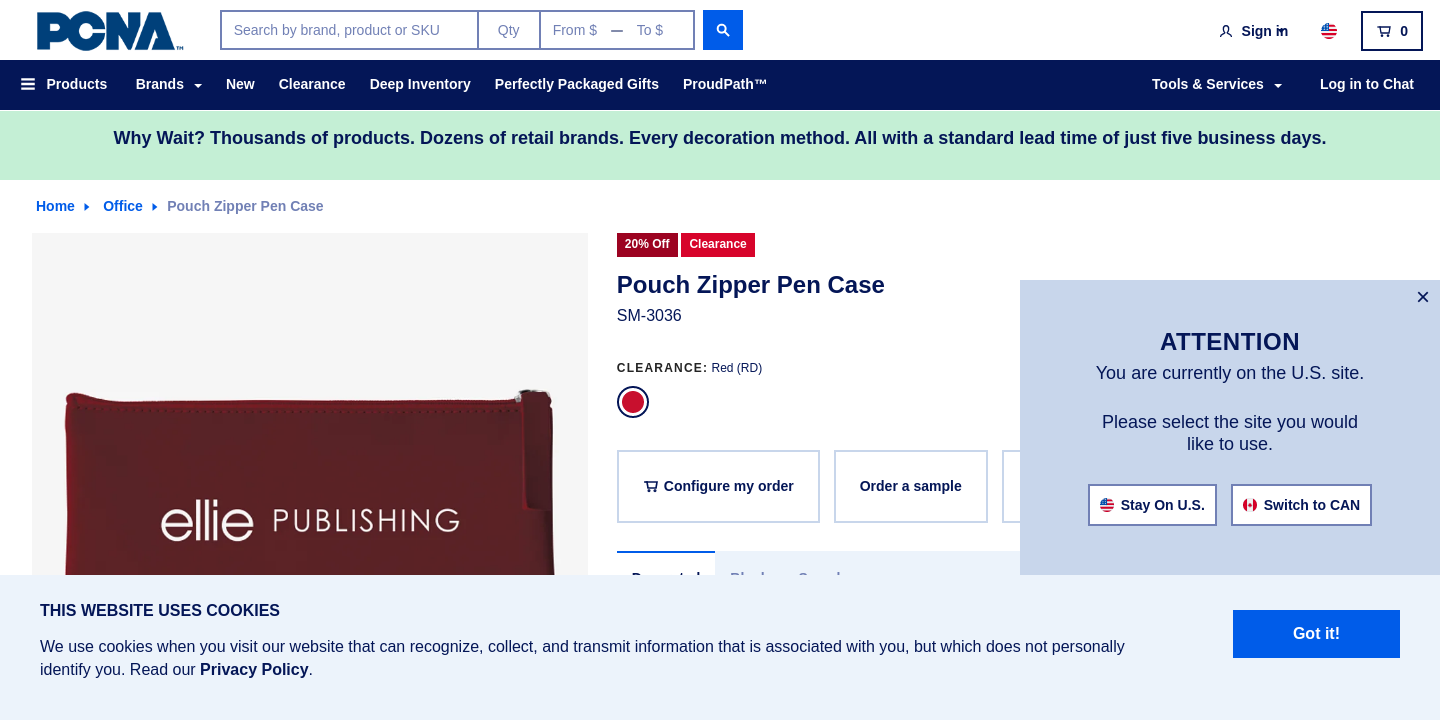 PCNA™
Search by brand, product or SKU Qty From $ — To $
Sign in
0
Products Brands New Clearance Deep Inventory Perfectly Packaged Gifts ProudPath™ Tools & Services Log in to Chat
Why Wait? Thousands of products. Dozens of retail brands. Every decoration method. All with a standard lead time of just five business days.
Home Office Pouch Zipper Pen Case
20% Off Clearance
Pouch Zipper Pen Case
SM-3036
CLEARANCE: Red (RD)
Configure my order Order a sample
ellie PUBLISHING
×
ATTENTION
You are currently on the U.S. site.
Please select the site you would
like to use.
Stay On U.S. Switch to CAN
THIS WEBSITE USES COOKIES
We use cookies when you visit our website that can recognize, collect, and transmit information that is associated with you, but which does not personally
identify you. Read our Privacy Policy.
Got it!